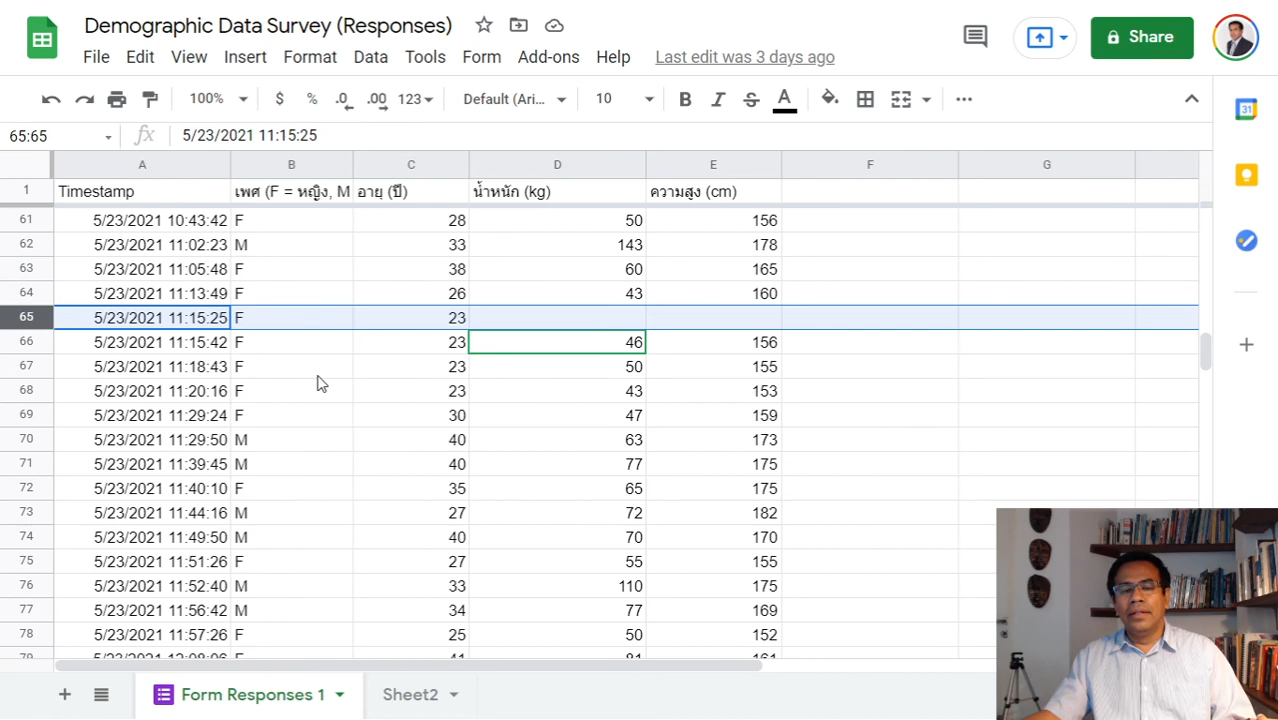 Demographic Data Survey (Responses)
File Edit View Insert Format Data Tools Form Add-ons Help Last edit was 3 days ago
Share
100% $ % .0 .00 123 Default (Ari... 10 B I S A
65:65 fx 5/23/2021 11:15:25
A B C D E F G
1 Timestamp เพศ (F = หญิง, M อายุ (ปี) น้ำหนัก (kg) ความสูง (cm)
61 5/23/2021 10:43:42 F 28 50 156
62 5/23/2021 11:02:23 M 33 143 178
63 5/23/2021 11:05:48 F 38 60 165
64 5/23/2021 11:13:49 F 26 43 160
65 5/23/2021 11:15:25 F 23
66 5/23/2021 11:15:42 F 23 46 156
67 5/23/2021 11:18:43 F 23 50 155
68 5/23/2021 11:20:16 F 23 43 153
69 5/23/2021 11:29:24 F 30 47 159
70 5/23/2021 11:29:50 M 40 63 173
71 5/23/2021 11:39:45 M 40 77 175
72 5/23/2021 11:40:10 F 35 65 175
73 5/23/2021 11:44:16 M 27 72 182
74 5/23/2021 11:49:50 M 40 70 170
75 5/23/2021 11:51:26 F 27 55 155
76 5/23/2021 11:52:40 M 33 110 175
77 5/23/2021 11:56:42 M 34 77 169
78 5/23/2021 11:57:26 F 25 50 152
Form Responses 1 Sheet2
31